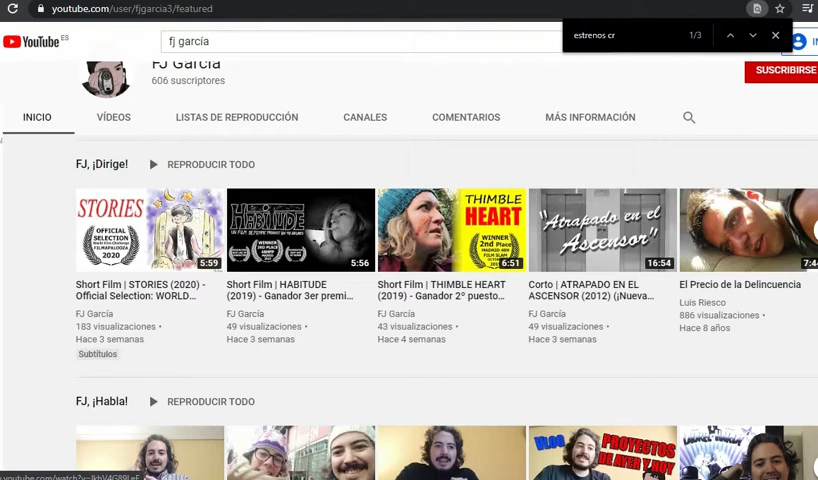 youtube.com/user/fjgarcia3/featured
estrenos cr 1/3
YouTube ES
fj garcía
FJ García
606 suscriptores
SUSCRIBIRSE
INICIO VÍDEOS LISTAS DE REPRODUCCIÓN CANALES COMENTARIOS MÁS INFORMACIÓN
FJ, ¡Dirige! REPRODUCIR TODO
STORIES
OFFICIAL
SELECTION
5:59
HABITUDE
WINNER
3RD PLACE
5:56
THIMBLE
HEART
WINNER
2nd Place
6:51
"Atrapado en el
Ascensor"
16:54
7:4
Short Film | STORIES (2020) -
Official Selection: WORLD...
FJ García
183 visualizaciones •
Hace 3 semanas
Subtítulos
Short Film | HABITUDE
(2019) - Ganador 3er premi...
FJ García
49 visualizaciones •
Hace 3 semanas
Short Film | THIMBLE HEART
(2019) - Ganador 2º puesto...
FJ García
43 visualizaciones •
Hace 4 semanas
Corto | ATRAPADO EN EL
ASCENSOR (2012) (¡Nueva...
FJ García
49 visualizaciones •
Hace 3 semanas
El Precio de la Delincuencia
Luis Riesco
886 visualizaciones •
Hace 8 años
FJ, ¡Habla! REPRODUCIR TODO
VLOG
PROYECTOS
DE AYER Y HOY